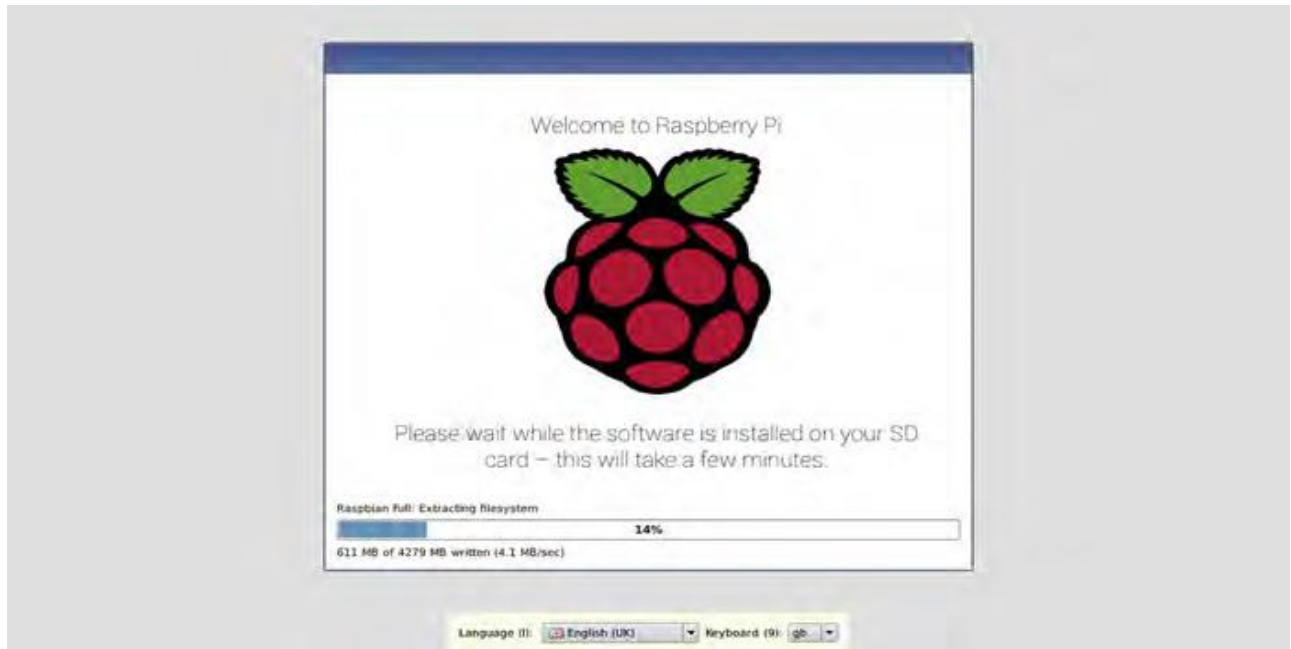 Welcome to Raspberry Pi
Please wait while the software is installed on your SD
card – this will take a few minutes.
Raspbian Full: Extracting filesystem
14%
611 MB of 4279 MB written (4.1 MB/sec)
Language (l): English (UK) Keyboard (9): gb